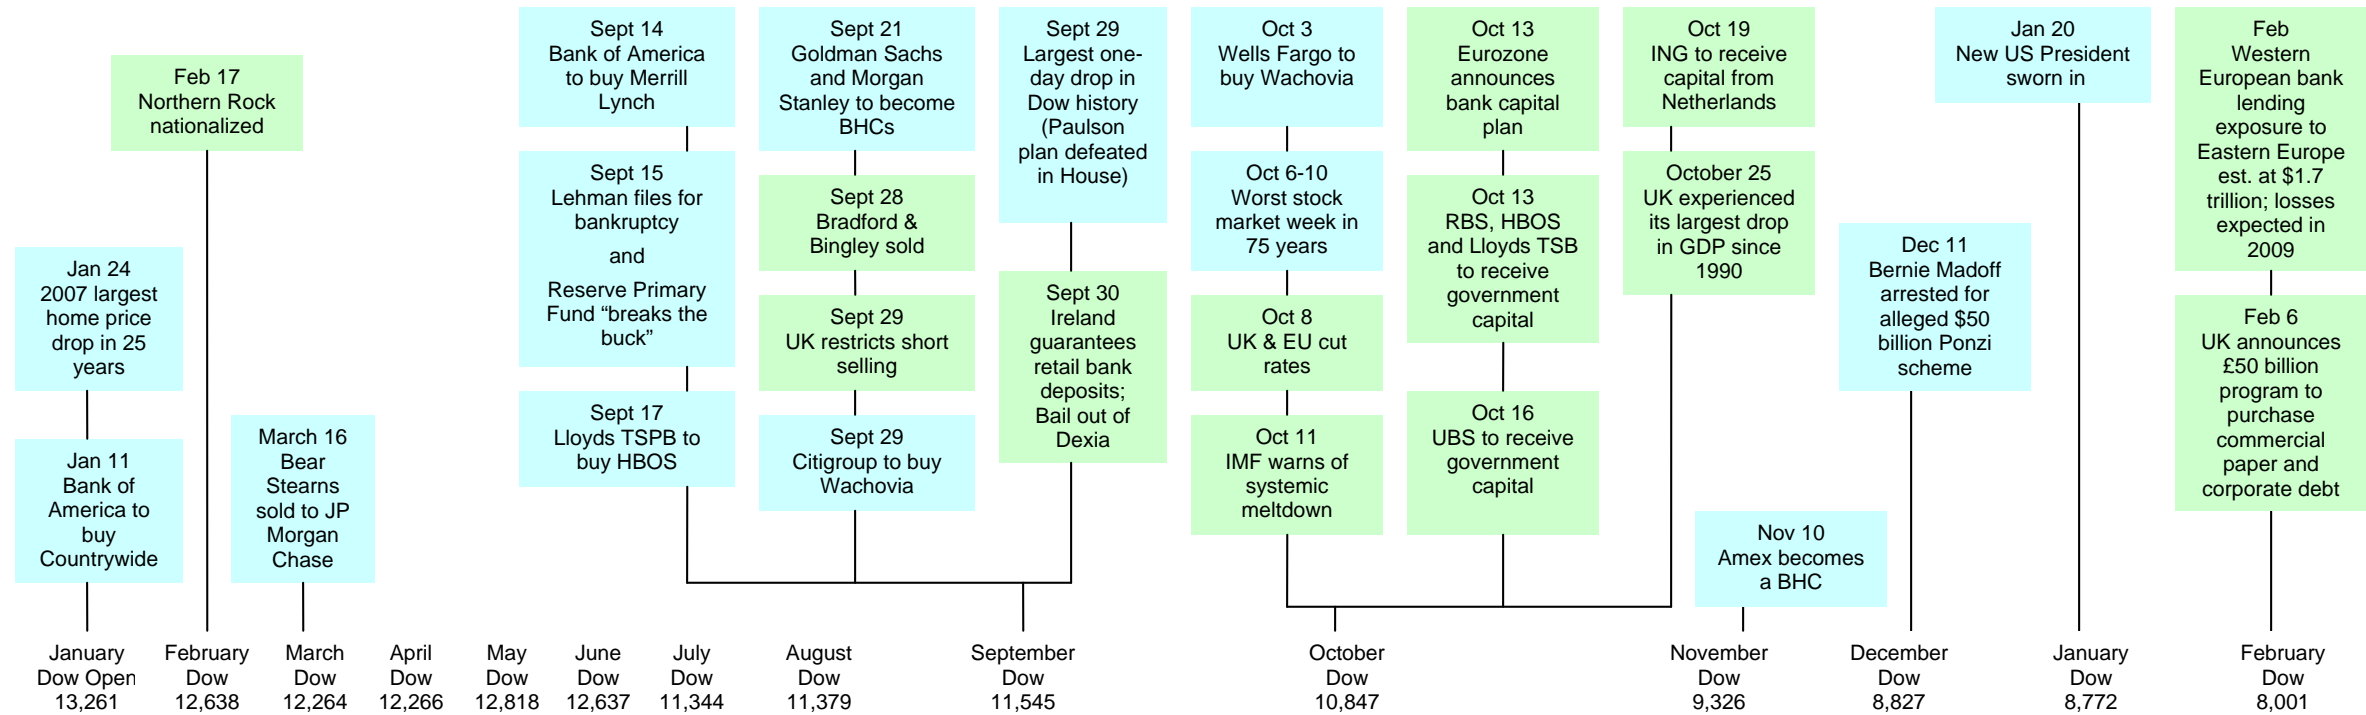 Jan 24
2007 largest
home price
drop in 25
years
Jan 11
Bank of
America to
buy
Countrywide
Feb 17
Northern Rock
nationalized
March 16
Bear
Stearns
sold to JP
Morgan
Chase
Sept 14
Bank of America
to buy Merrill
Lynch
Sept 15
Lehman files for
bankruptcy
and
Reserve Primary
Fund “breaks the
buck”
Sept 17
Lloyds TSPB to
buy HBOS
Sept 21
Goldman Sachs
and Morgan
Stanley to become
BHCs
Sept 28
Bradford &
Bingley sold
Sept 29
UK restricts short
selling
Sept 29
Citigroup to buy
Wachovia
Sept 29
Largest one-
day drop in
Dow history
(Paulson
plan defeated
in House)
Sept 30
Ireland
guarantees
retail bank
deposits;
Bail out of
Dexia
Oct 3
Wells Fargo to
buy Wachovia
Oct 6-10
Worst stock
market week in
75 years
Oct 8
UK & EU cut
rates
Oct 11
IMF warns of
systemic
meltdown
Oct 13
Eurozone
announces
bank capital
plan
Oct 13
RBS, HBOS
and Lloyds TSB
to receive
government
capital
Oct 16
UBS to receive
government
capital
Oct 19
ING to receive
capital from
Netherlands
October 25
UK experienced
its largest drop
in GDP since
1990
Nov 10
Amex becomes
a BHC
Dec 11
Bernie Madoff
arrested for
alleged $50
billion Ponzi
scheme
Jan 20
New US President
sworn in
Feb
Western
European bank
lending
exposure to
Eastern Europe
est. at $1.7
trillion; losses
expected in
2009
Feb 6
UK announces
£50 billion
program to
purchase
commercial
paper and
corporate debt
January
Dow Open
13,261
February
Dow
12,638
March
Dow
12,264
April
Dow
12,266
May
Dow
12,818
June
Dow
12,637
July
Dow
11,344
August
Dow
11,379
September
Dow
11,545
October
Dow
10,847
November
Dow
9,326
December
Dow
8,827
January
Dow
8,772
February
Dow
8,001